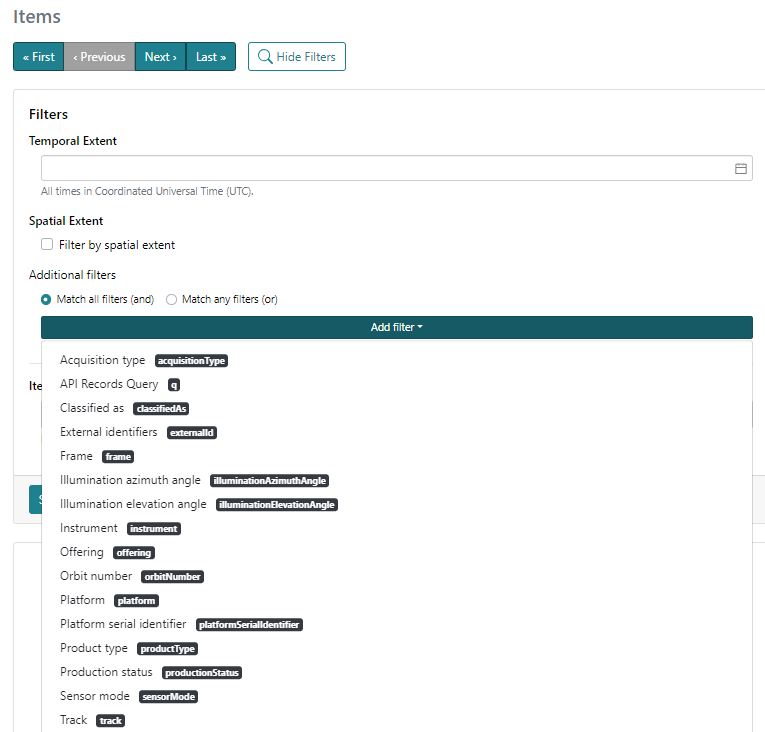 Items
« First ‹ Previous Next › Last » Hide Filters
Filters
Temporal Extent
All times in Coordinated Universal Time (UTC).
Spatial Extent
Filter by spatial extent
Additional filters
Match all filters (and) Match any filters (or)
Add filter
Acquisition type acquisitionType
API Records Query q
Ite
Classified as classifiedAs
External identifiers externalId
Frame frame
Illumination azimuth angle illuminationAzimuthAngle
S
Illumination elevation angle illuminationElevationAngle
Instrument instrument
Offering offering
Orbit number orbitNumber
Platform platform
Platform serial identifier platformSerialIdentifier
Product type productType
Production status productionStatus
Sensor mode sensorMode
Track track